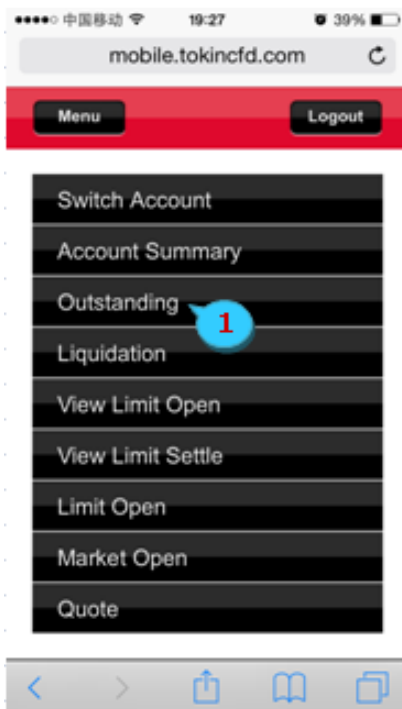 中国移动 19:27 39%
mobile.tokincfd.com
Menu Logout
Switch Account
Account Summary
Outstanding
1
Liquidation
View Limit Open
View Limit Settle
Limit Open
Market Open
Quote